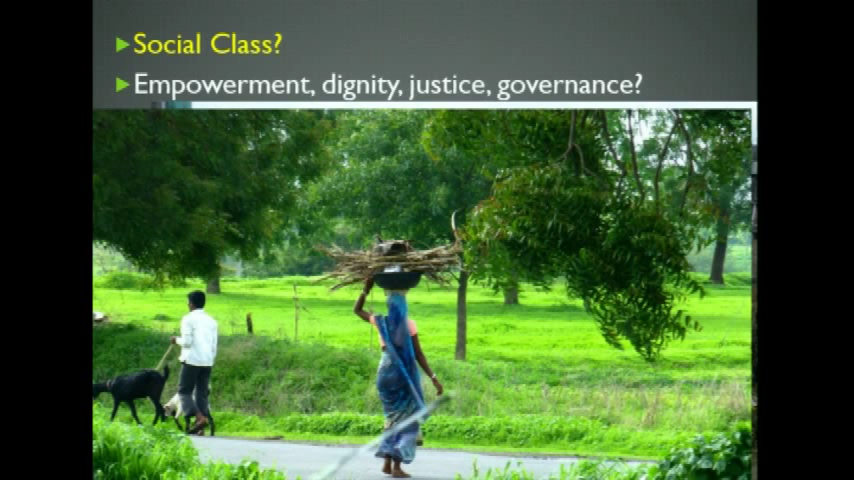 Social Class?
Empowerment, dignity, justice, governance?